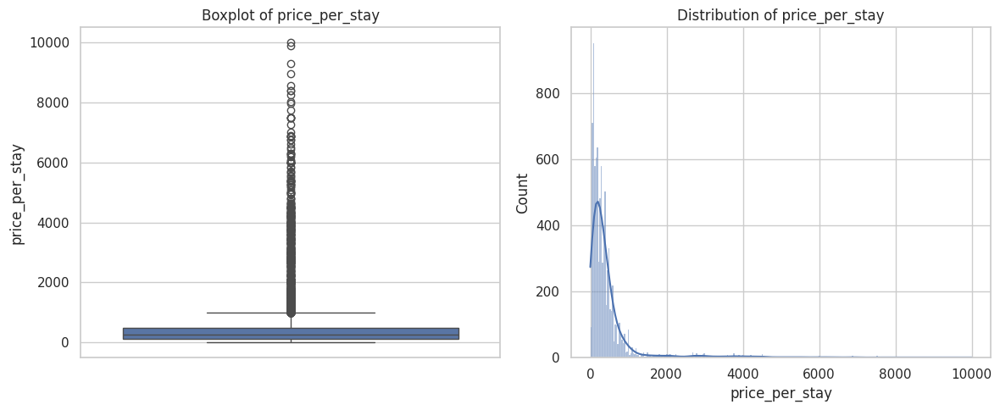 Boxplot of price_per_stay
10000
8000
6000
4000
2000
0
price_per_stay
Distribution of price_per_stay
800
600
400
200
0
Count
0 2000 4000 6000 8000 10000
price_per_stay